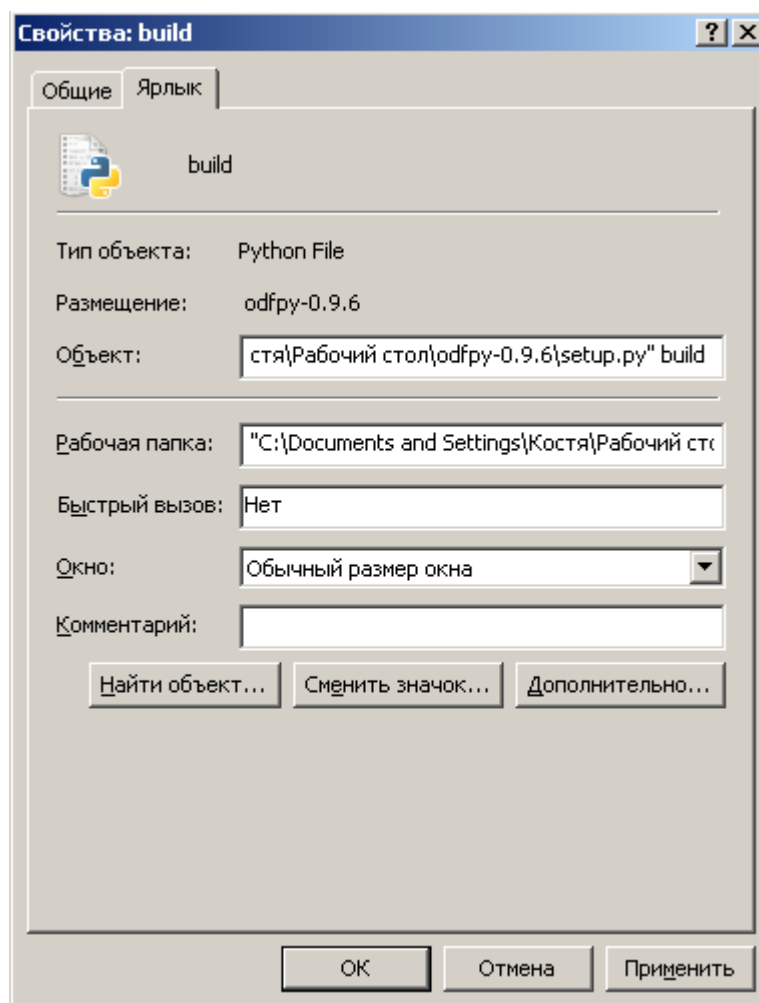 Свойства: build
Общие
Ярлык
build
Тип объекта: Python File
Размещение: odfpy-0.9.6
Объект: стя\Рабочий стол\odfpy-0.9.6\setup.py" build
Рабочая папка: "C:\Documents and Settings\Костя\Рабочий сто
Быстрый вызов: Нет
Окно: Обычный размер окна
Комментарий:
Найти объект... Сменить значок... Дополнительно...
ОК Отмена Применить